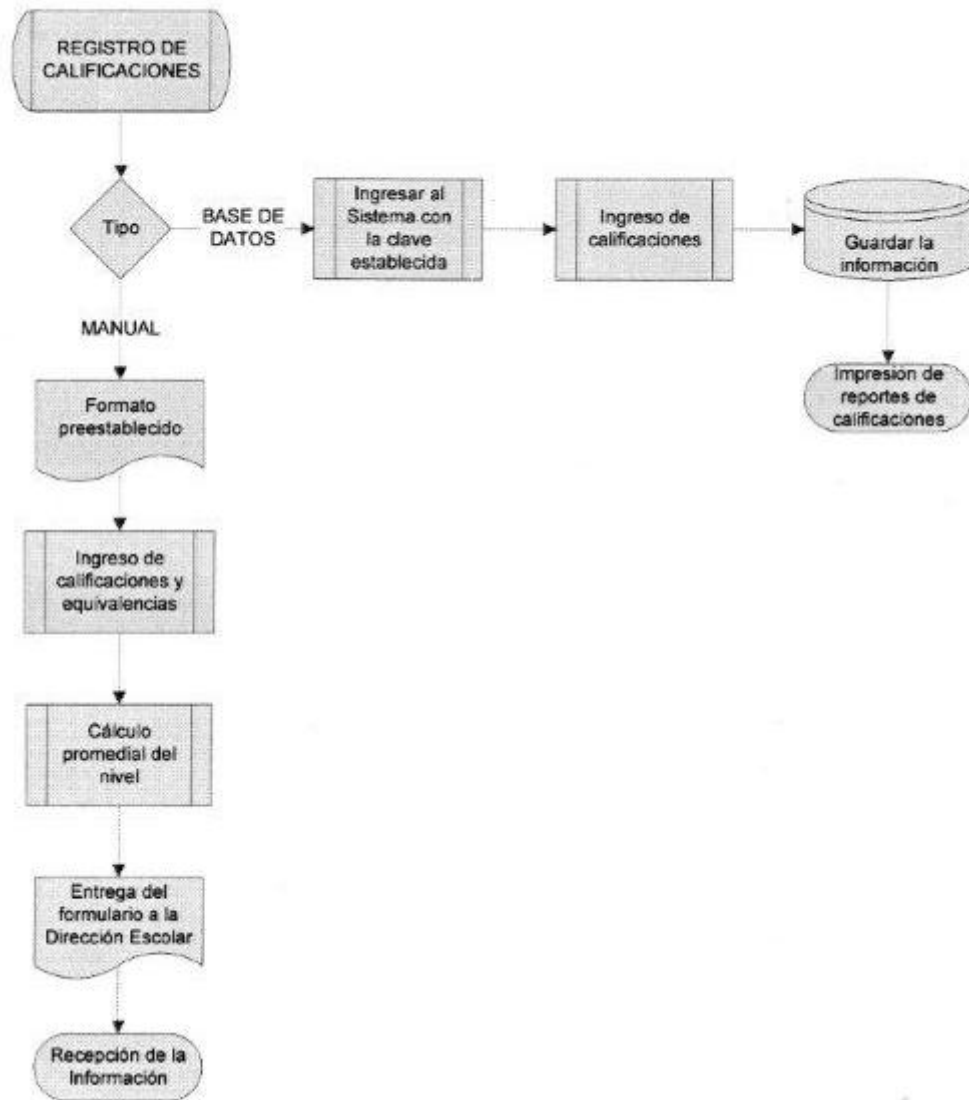 REGISTRO DE
CALIFICACIONES
Tipo
BASE DE
DATOS
Ingresar al
Sistema con
la clave
establecida
Ingreso de
calificaciones
Guardar la
información
Impresión de
reportes de
calificaciones
MANUAL
Formato
preestablecido
Ingreso de
calificaciones y
equivalencias
Cálculo
promedial del
nivel
Entrega del
formulario a la
Dirección Escolar
Recepción de la
Información